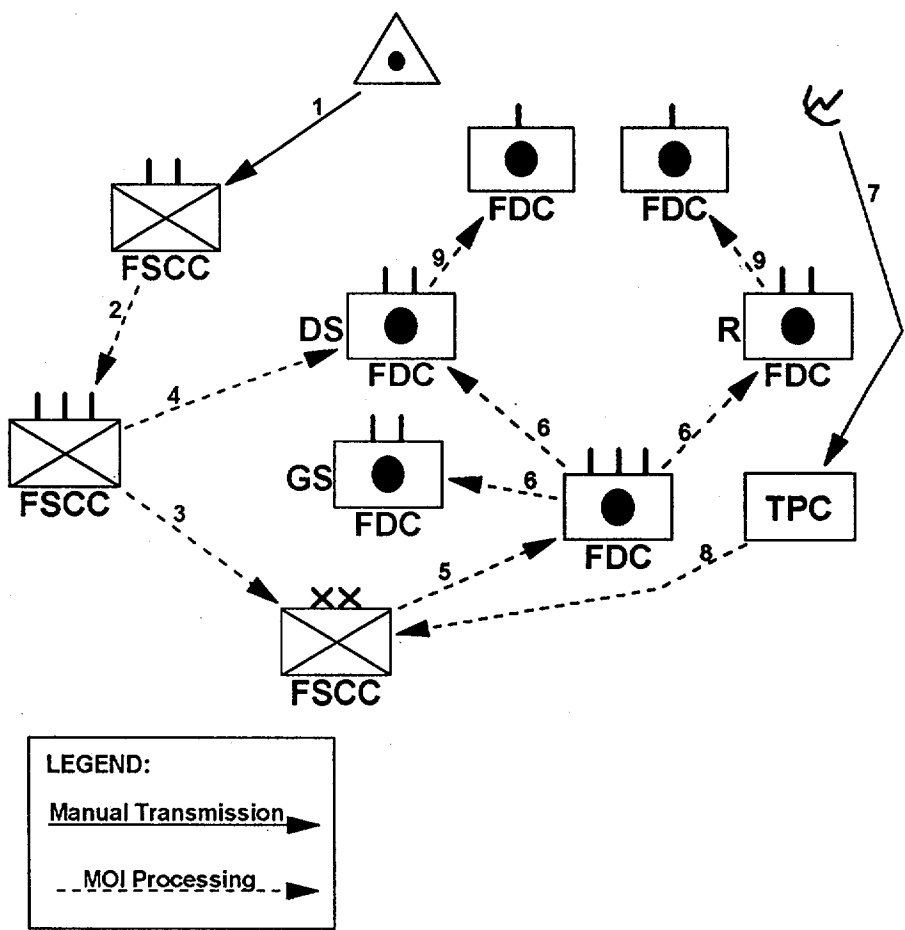 1
FDC
FDC
7
FSCC
9
9
2
DS
R
FDC
FDC
4
6
6
GS
6
FSCC
FDC
TPC
3
FDC
5
8
XX
FSCC
LEGEND:
Manual Transmission
MOI Processing